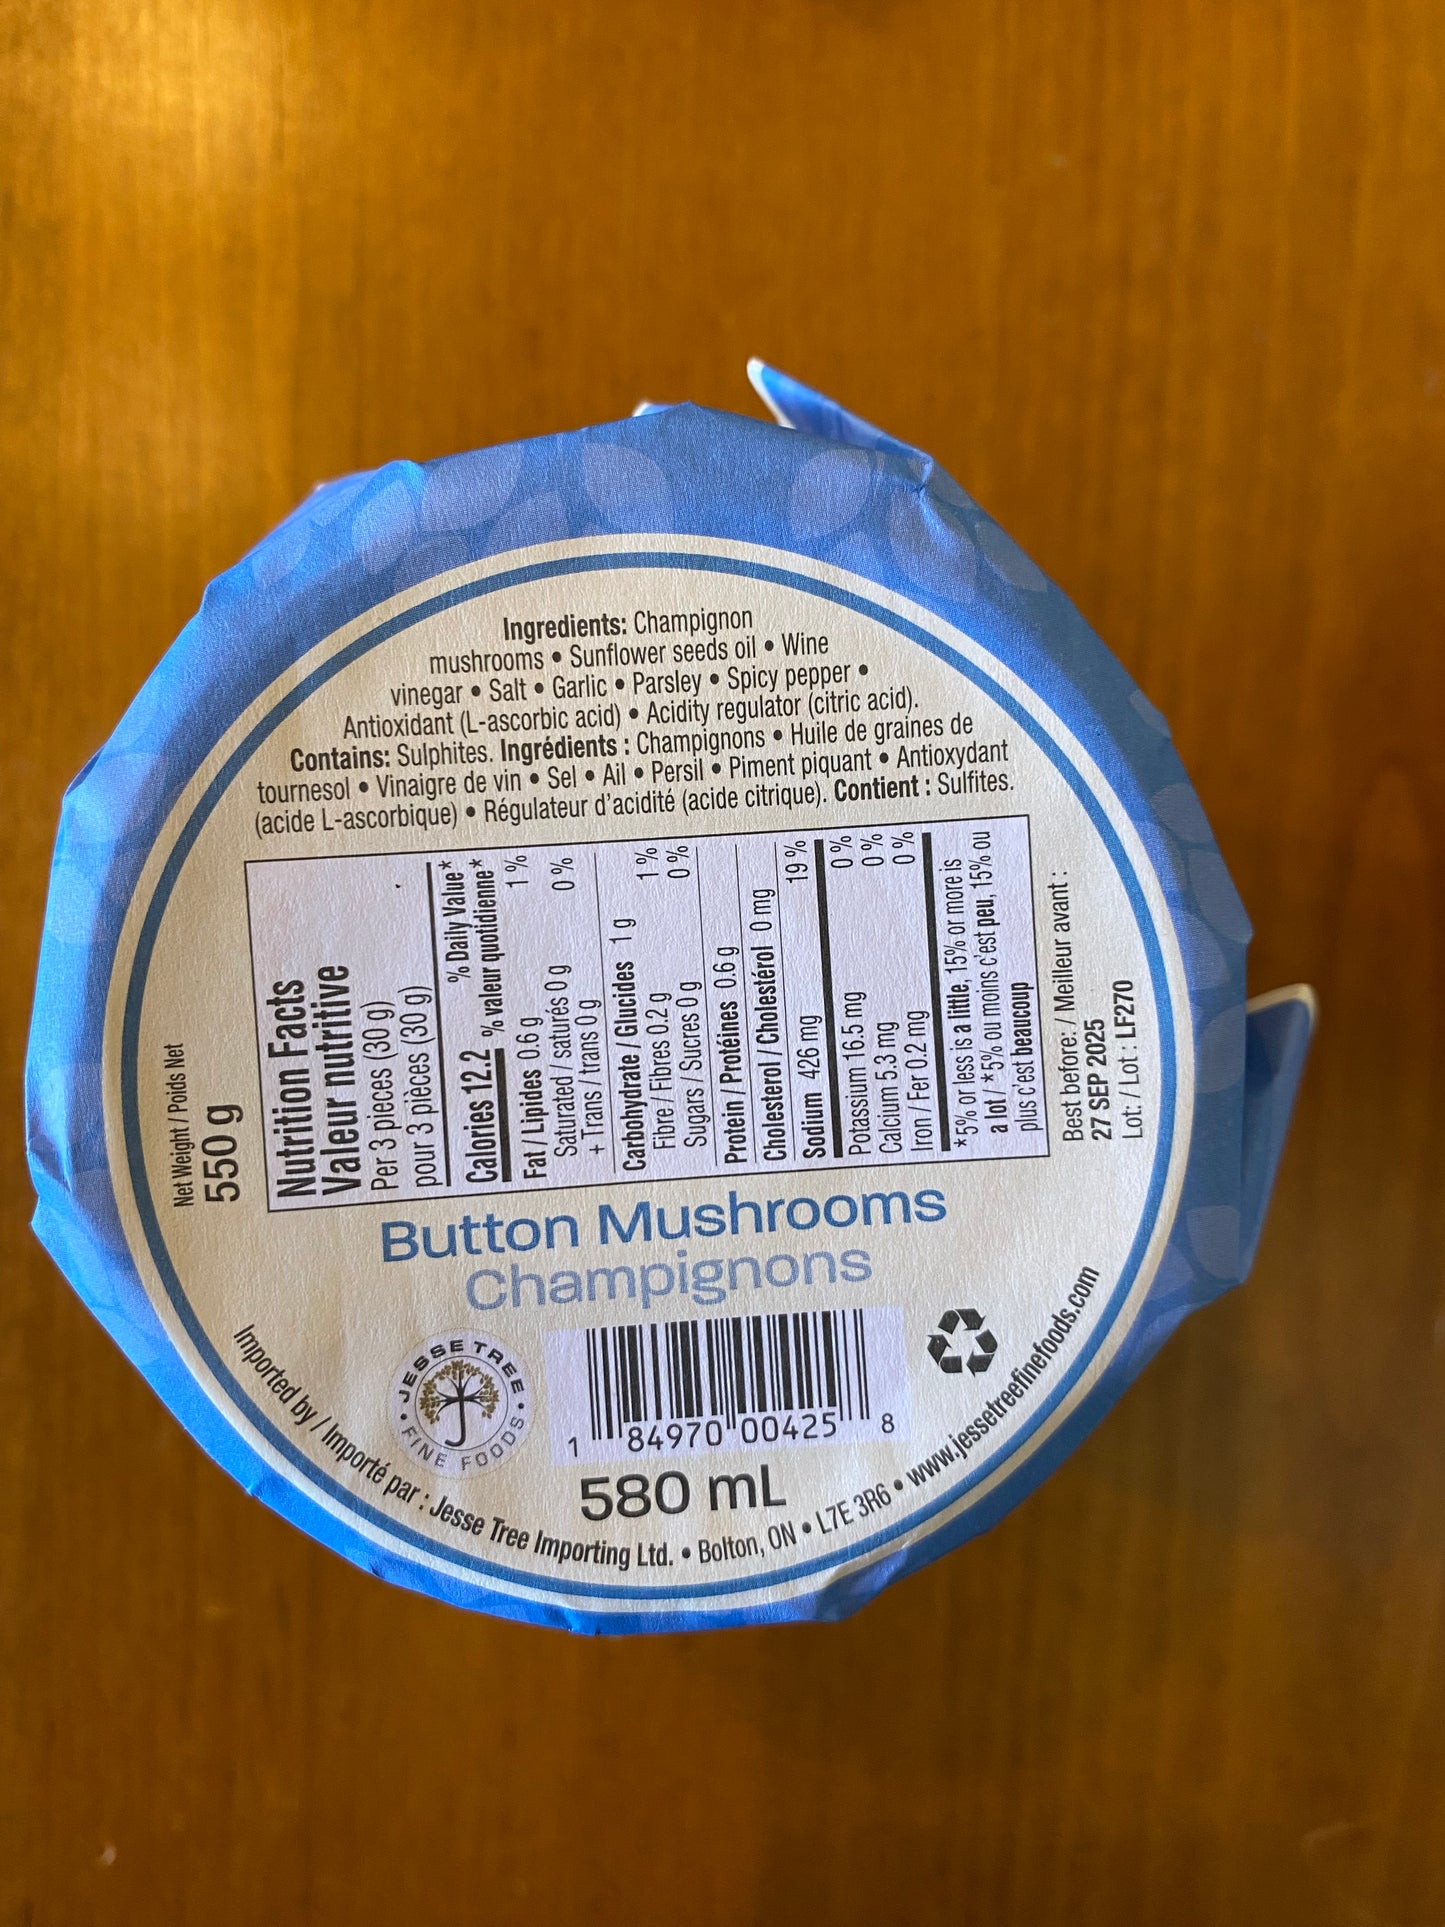 Ingredients: Champignon
mushrooms • Sunflower seeds oil • Wine
vinegar • Salt • Garlic • Parsley • Spicy pepper •
Antioxidant (L-ascorbic acid) • Acidity regulator (citric acid).
Contains: Sulphites. Ingrédients : Champignons • Huile de graines de
tournesol • Vinaigre de vin • Sel • Ail • Persil • Piment piquant • Antioxydant
(acide L-ascorbique) • Régulateur d'acidité (acide citrique). Contient : Sulfites.
Net Weight / Poids Net
550 g
Nutrition Facts
Valeur nutritive
Per 3 pieces (30 g)
pour 3 pièces (30 g)
% Daily Value*
Calories 12.2 % valeur quotidienne*
Fat / Lipides 0.6 g 1 %
Saturated / saturés 0 g 0 %
+ Trans / trans 0 g
Carbohydrate / Glucides 1 g
Fibre / Fibres 0.2 g 1 %
Sugars / Sucres 0 g 0 %
Protein / Protéines 0.6 g
Cholesterol / Cholestérol 0 mg
Sodium 426 mg 19 %
Potassium 16.5 mg 0 %
Calcium 5.3 mg 0 %
Iron / Fer 0.2 mg 0 %
*5% or less is a little, 15% or more is
a lot / *5% ou moins c'est peu, 15% ou
plus c'est beaucoup
Best before: / Meilleur avant :
27 SEP 2025
Lot: / Lot : LF270
Button Mushrooms
Champignons
JESSE TREE
• FINE FOODS •
1 84970 00425 8
580 mL
Imported by / Importé par : Jesse Tree Importing Ltd. • Bolton, ON • L7E 3R6 • www.jessetreefinefoods.com